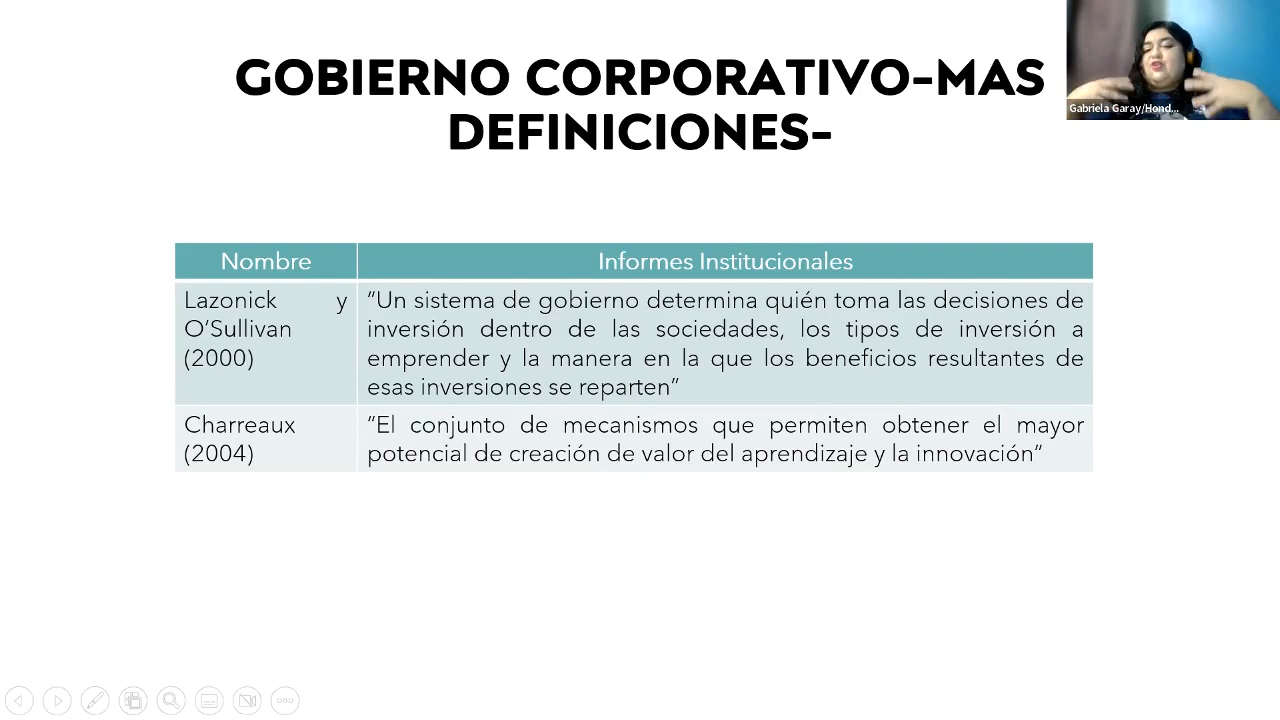 GOBIERNO CORPORATIVO-MAS
DEFINICIONES-
Gabriela Garay/Hond...
Nombre
Informes Institucionales
Lazonick y
O’Sullivan
(2000)
“Un sistema de gobierno determina quién toma las decisiones de
inversión dentro de las sociedades, los tipos de inversión a
emprender y la manera en la que los beneficios resultantes de
esas inversiones se reparten”
Charreaux
(2004)
“El conjunto de mecanismos que permiten obtener el mayor
potencial de creación de valor del aprendizaje y la innovación”